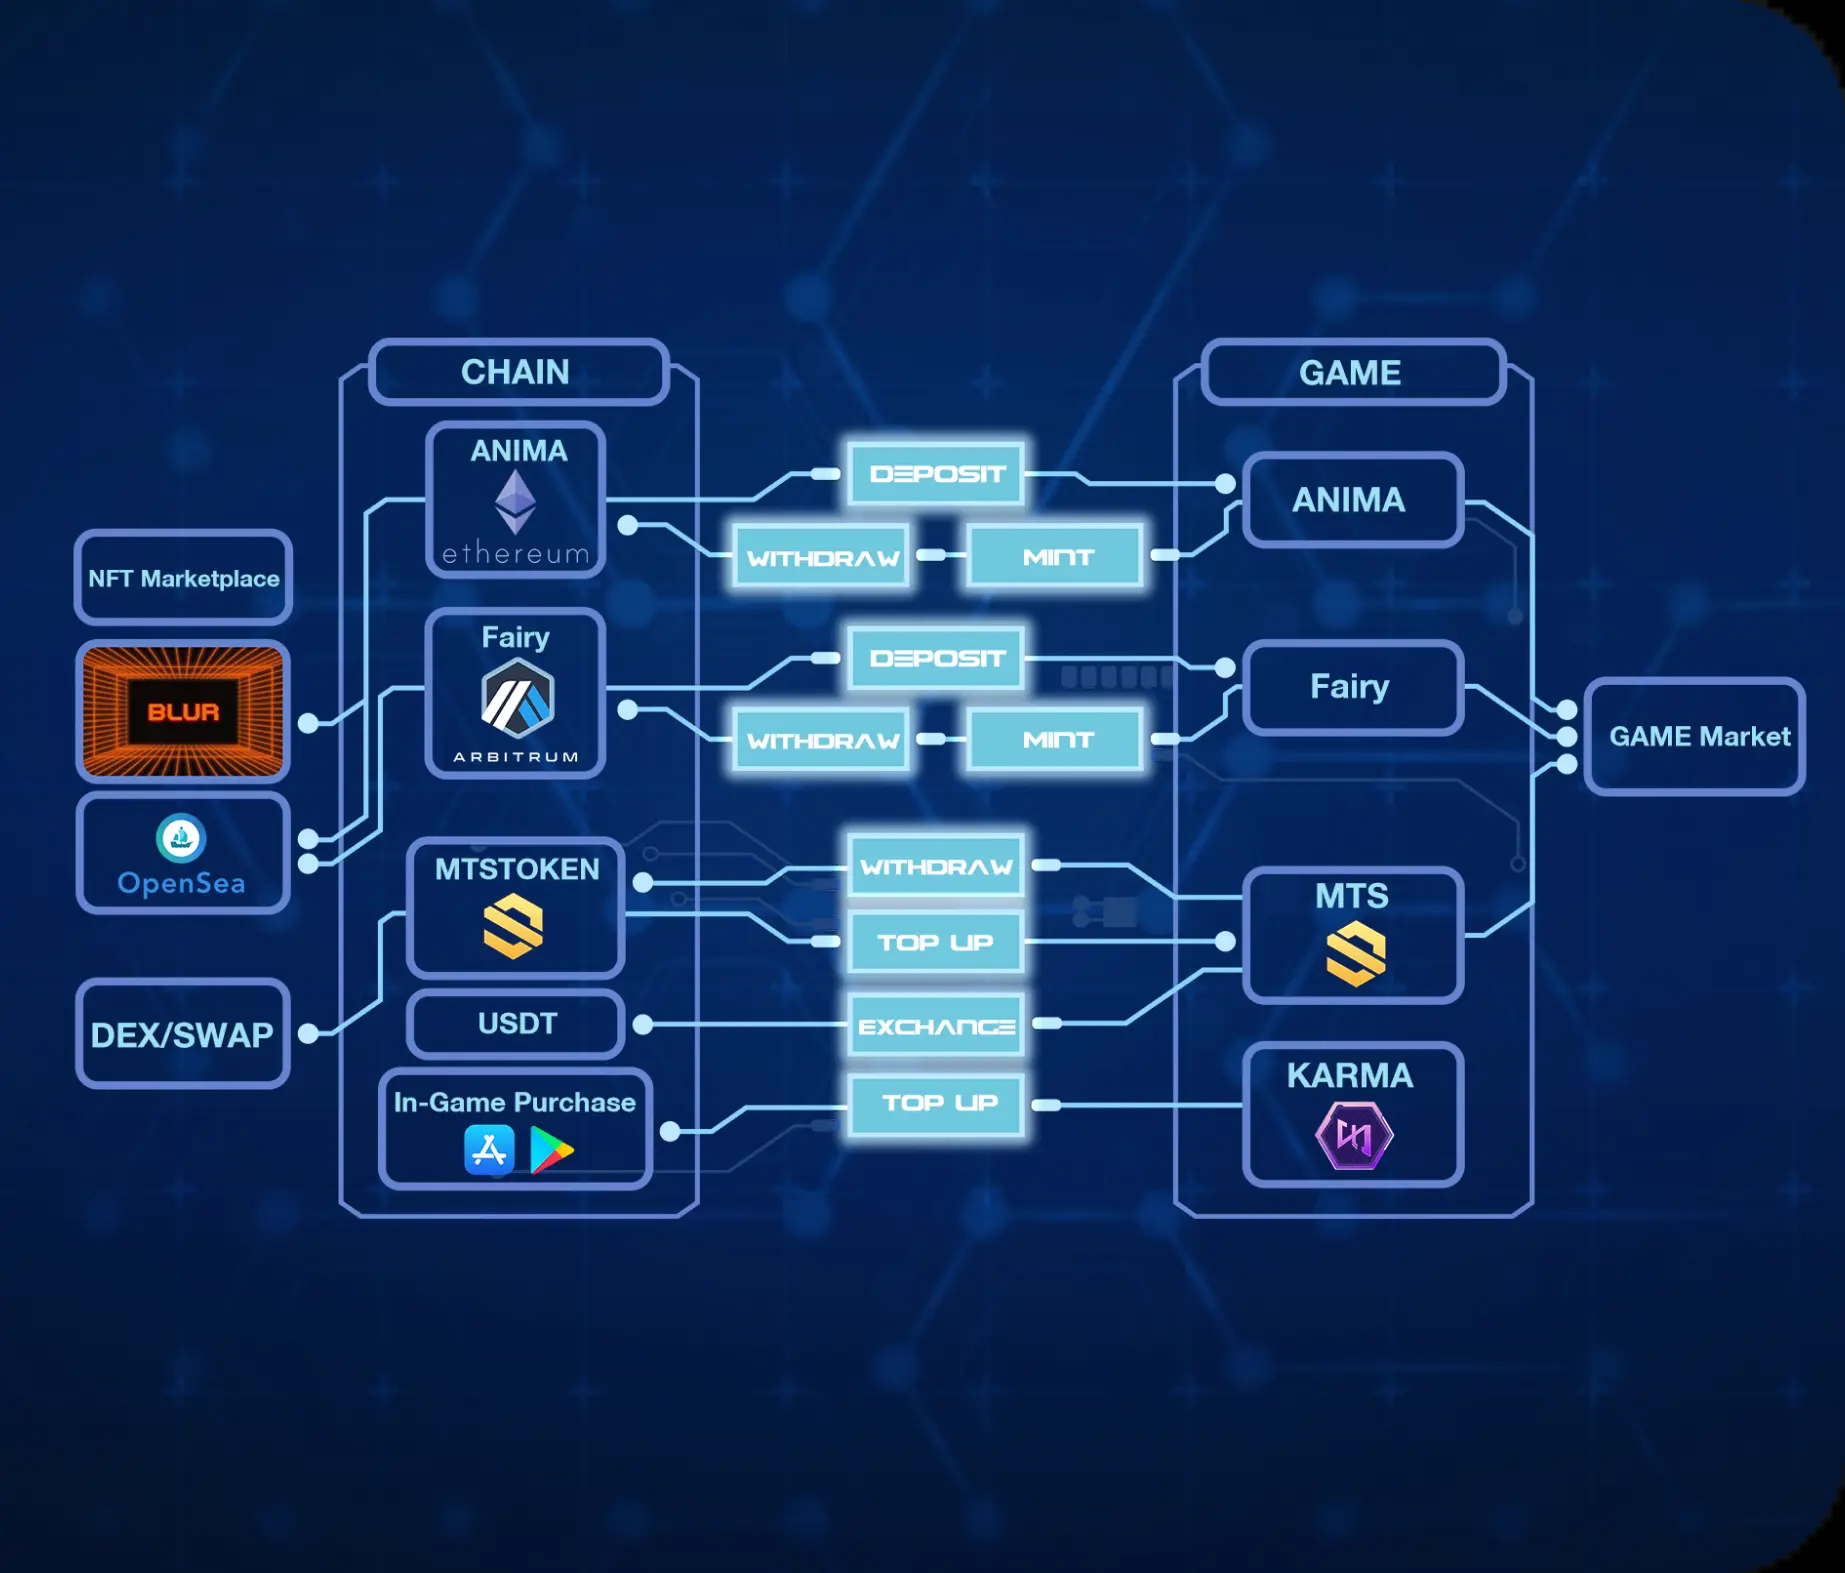 CHAIN
GAME
ANIMA
ethereum
DEPOSIT
WITHDRAW
MINT
ANIMA
NFT Marketplace
BLUR
OpenSea
Fairy
ARBITRUM
DEPOSIT
WITHDRAW
MINT
Fairy
GAME Market
MTSTOKEN
WITHDRAW
TOP UP
MTS
DEX/SWAP
USDT
EXCHANGE
In-Game Purchase
TOP UP
KARMA